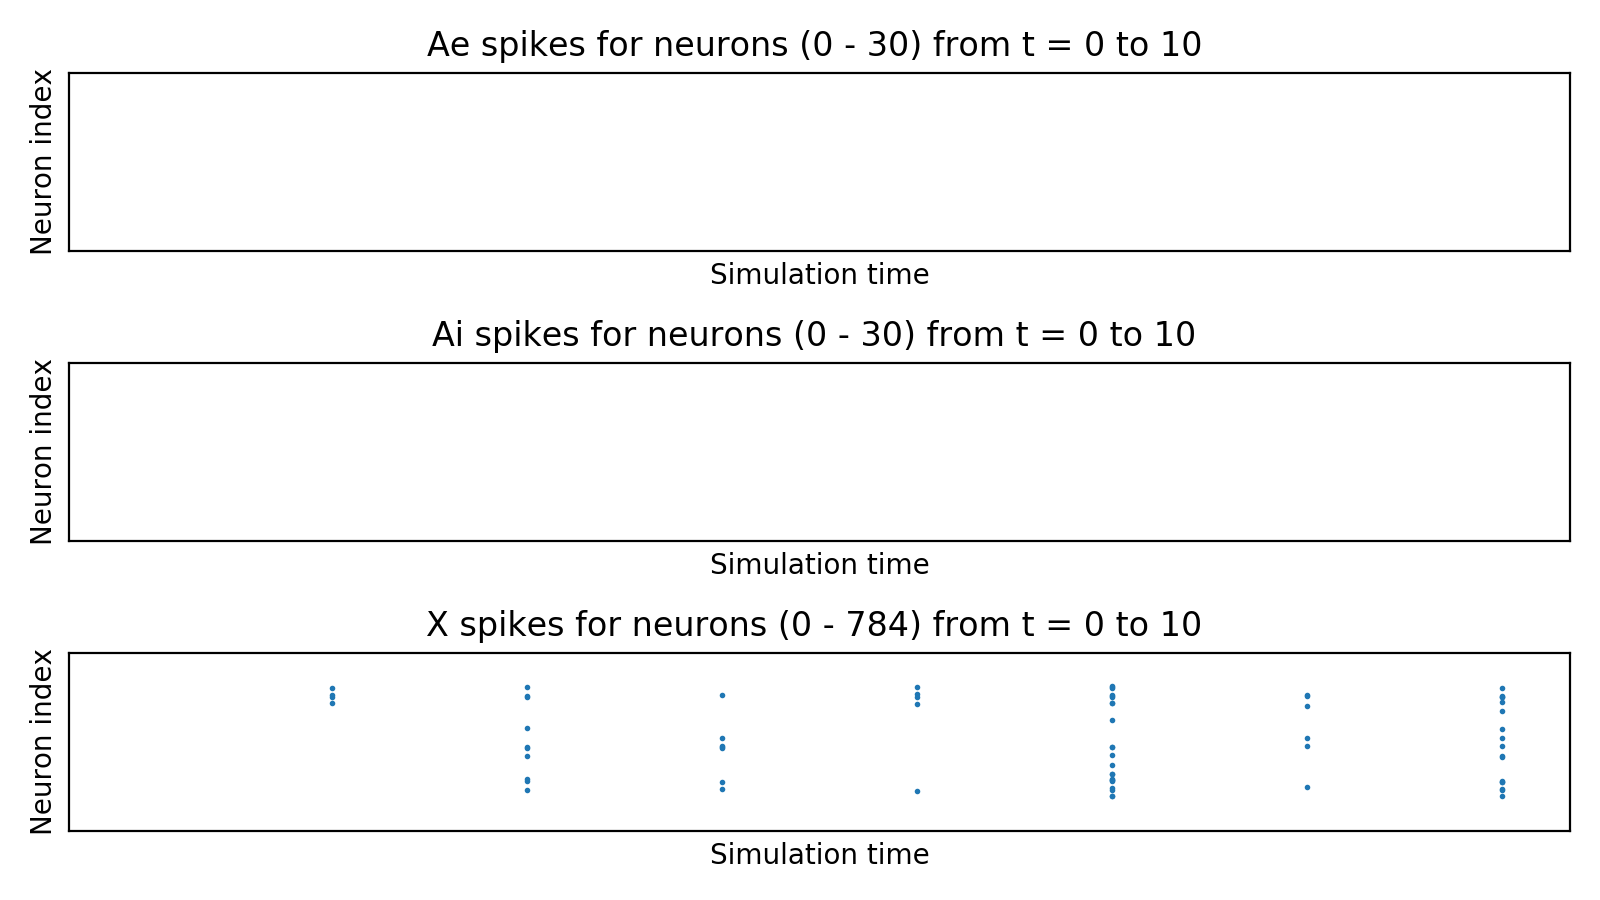 Ae spikes for neurons (0 - 30) from t = 0 to 10
Neuron index
Simulation time
Ai spikes for neurons (0 - 30) from t = 0 to 10
Neuron index
Simulation time
X spikes for neurons (0 - 784) from t = 0 to 10
Neuron index
Simulation time